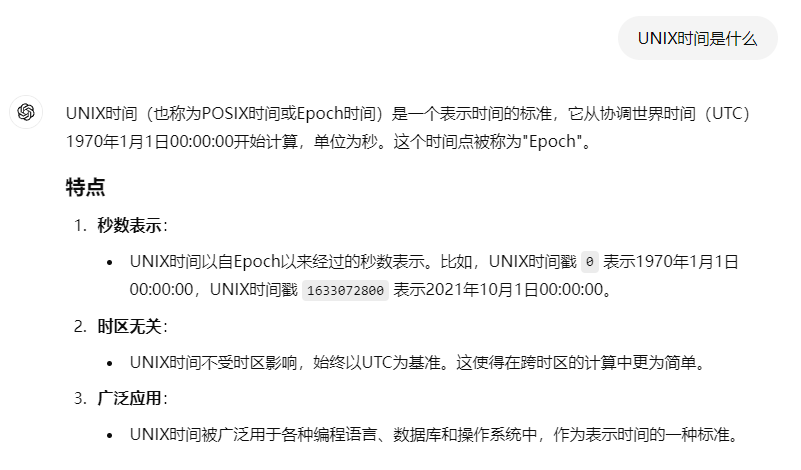 UNIX时间是什么
UNIX时间（也称为POSIX时间或Epoch时间）是一个表示时间的标准，它从协调世界时间（UTC）
1970年1月1日00:00:00开始计算，单位为秒。这个时间点被称为"Epoch"。
特点
1. 秒数表示：
• UNIX时间以自Epoch以来经过的秒数表示。比如，UNIX时间戳 0 表示1970年1月1日
00:00:00，UNIX时间戳 1633072800 表示2021年10月1日00:00:00。
2. 时区无关：
• UNIX时间不受时区影响，始终以UTC为基准。这使得在跨时区的计算中更为简单。
3. 广泛应用：
• UNIX时间被广泛用于各种编程语言、数据库和操作系统中，作为表示时间的一种标准。